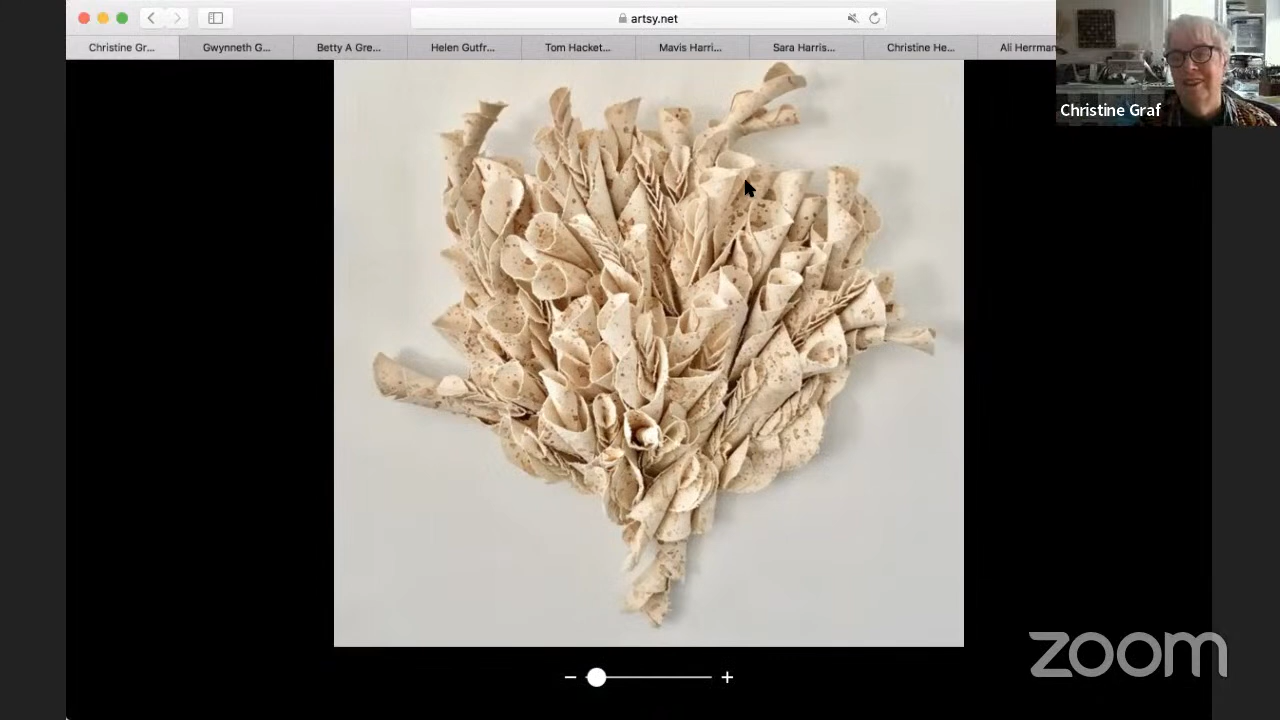 artsy.net
Christine Gr...
Gwynneth G...
Betty A Gre...
Helen Gutfr...
Tom Hacket...
Mavis Harri...
Sara Harris...
Christine He...
Ali Herrman
Christine Graf
zoom